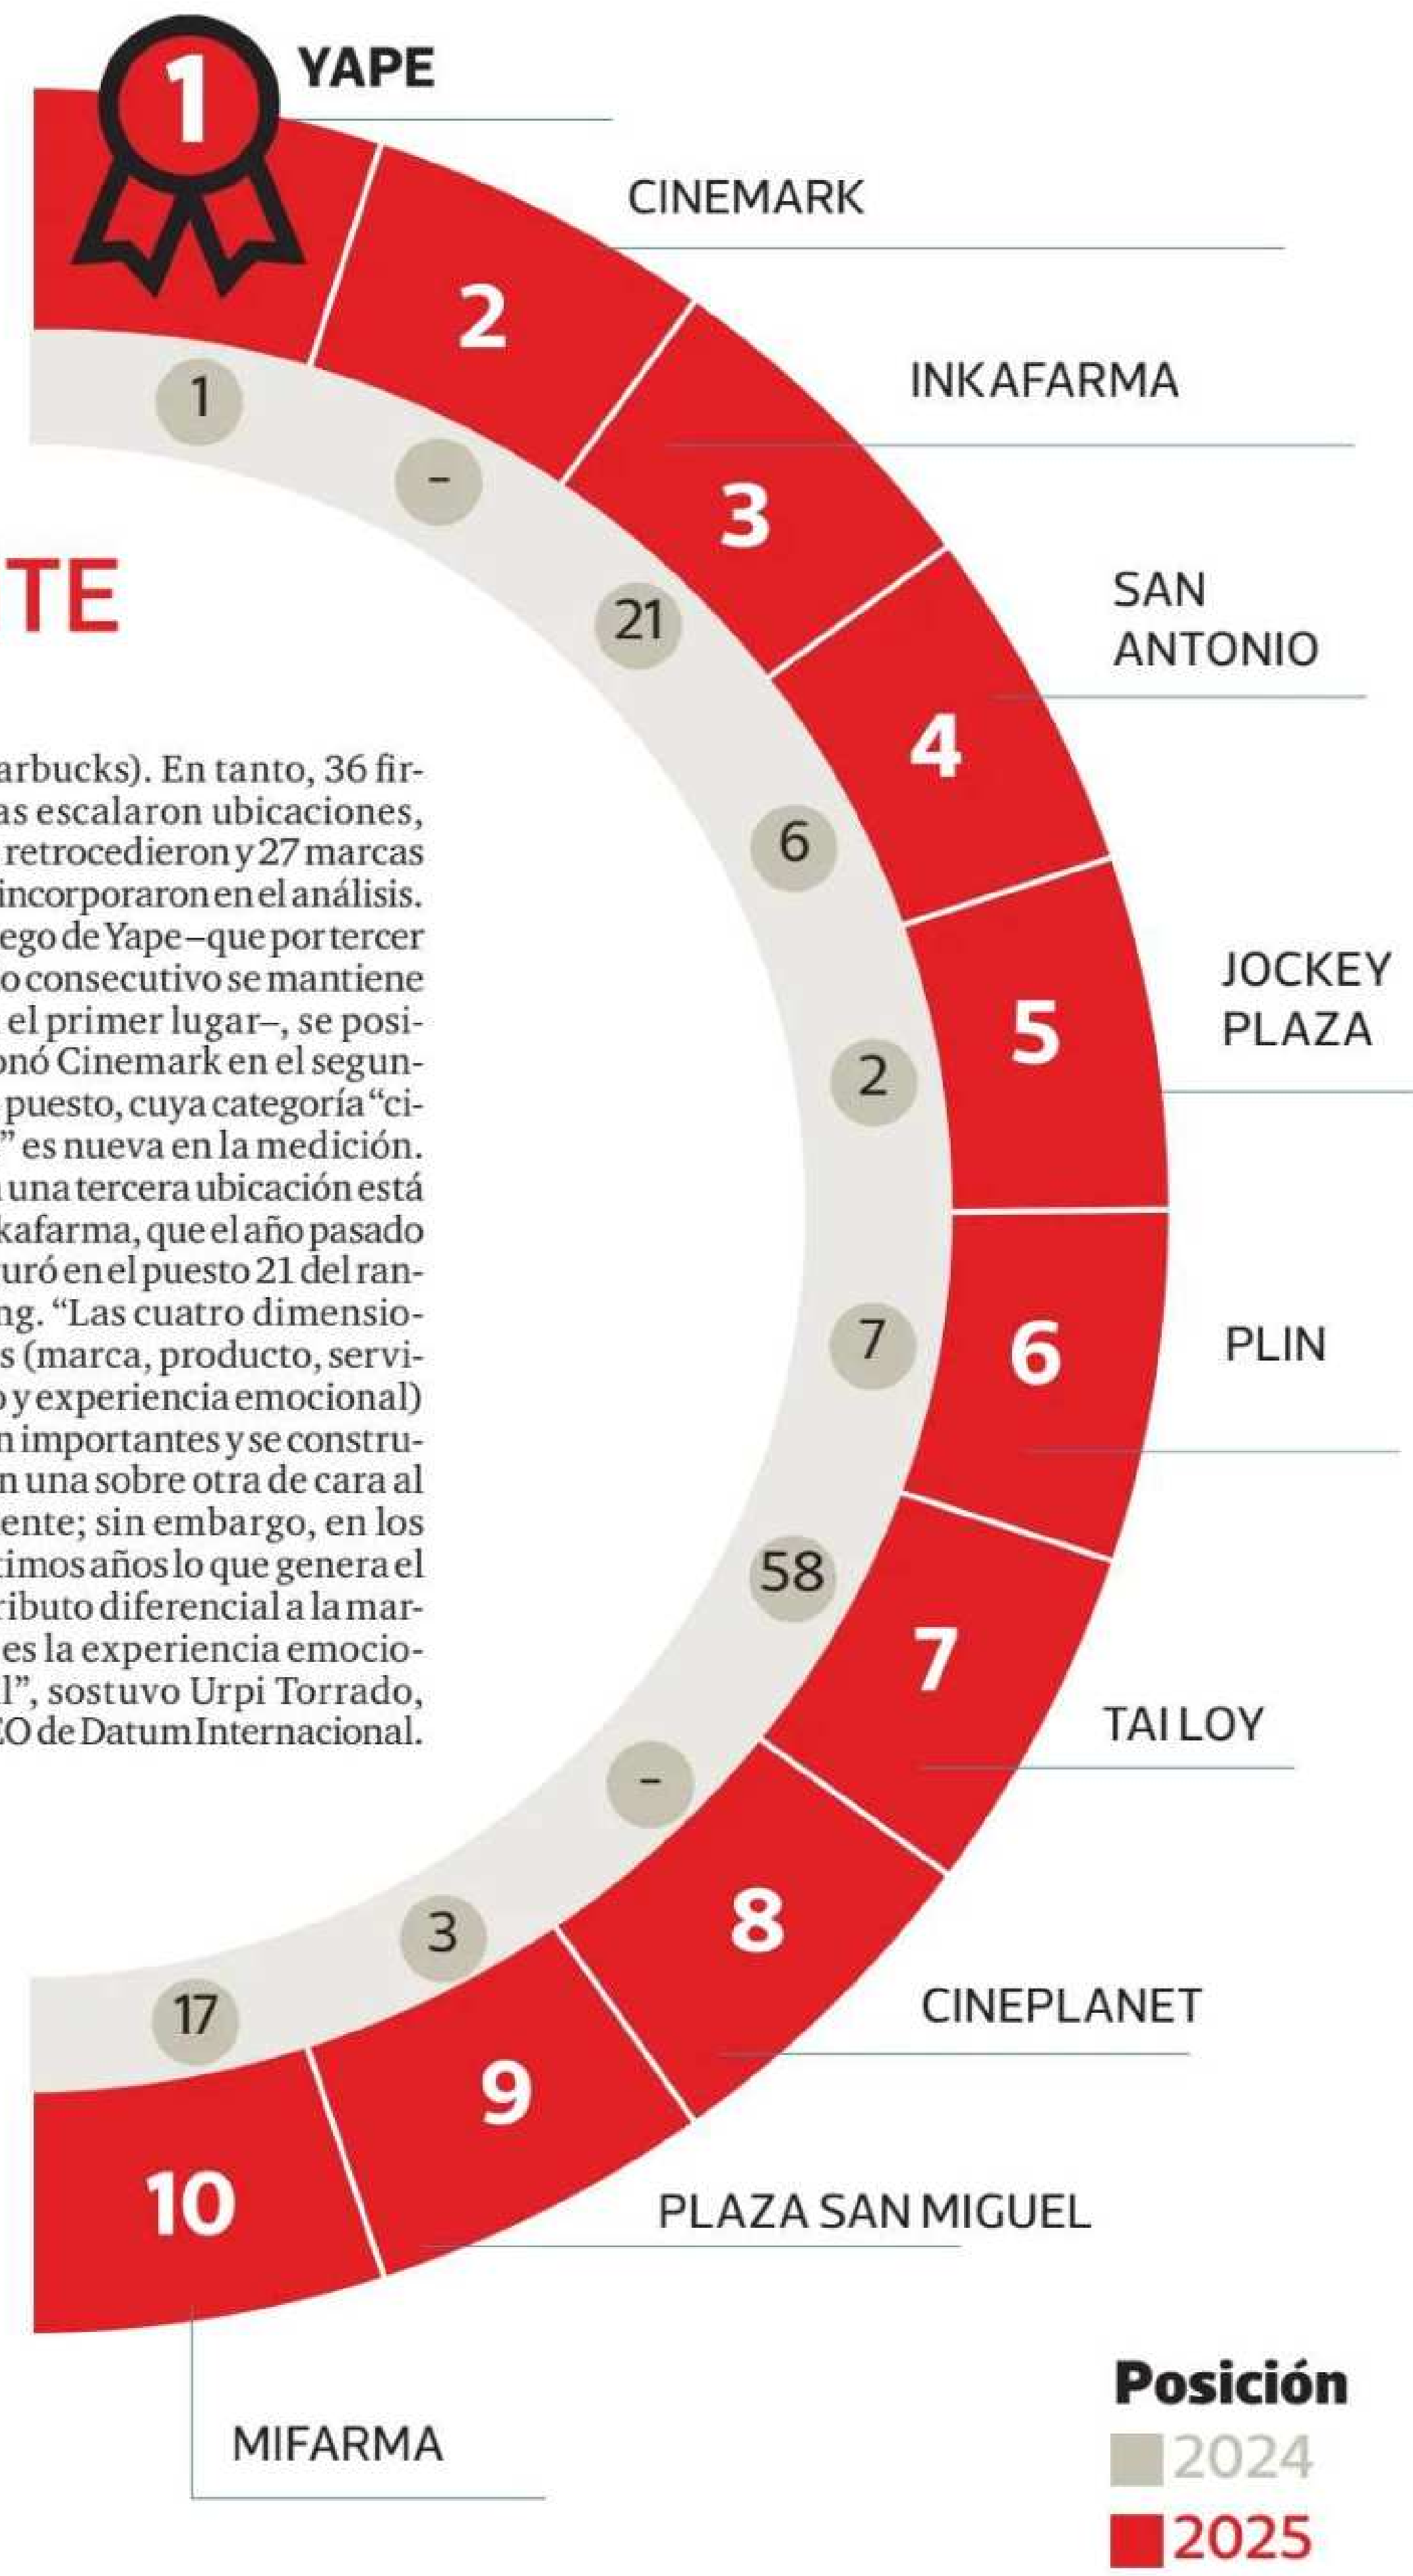 1
YAPE
CINEMARK
2
INKAFARMA
1
-
3
TE
SAN
ANTONIO
21
4
6
JOCKEY
PLAZA
5
2
7
6
PLIN
58
7
TAI LOY
-
8
3
CINEPLANET
17
9
10
PLAZA SAN MIGUEL
MIFARMA
arbucks). En tanto, 36 fir-
as escalaron ubicaciones,
retrocedieron y 27 marcas
incorporaron en el análisis.
ego de Yape –que por tercer
o consecutivo se mantiene
el primer lugar–, se posi-
onó Cinemark en el segun-
puesto, cuya categoría “ci-
” es nueva en la medición.
una tercera ubicación está
kafarma, que el año pasado
uró en el puesto 21 del ran-
ng. “Las cuatro dimensio-
s (marca, producto, servi-
o y experiencia emocional)
n importantes y se constru-
n una sobre otra de cara al
ente; sin embargo, en los
timos años lo que genera el
ributo diferencial a la mar-
es la experiencia emocio-
l”, sostuvo Urpi Torrado,
EO de Datum Internacional.
Posición
2024
2025